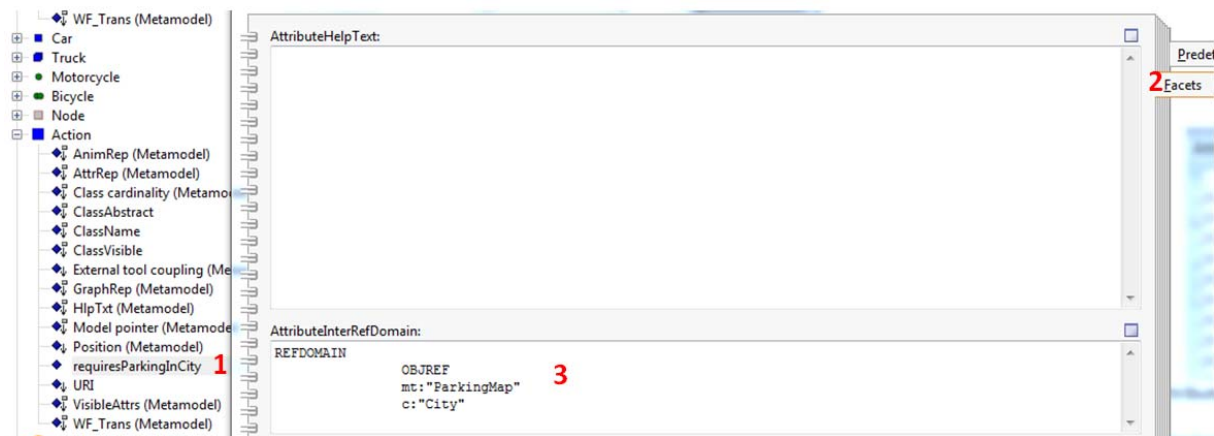 WF_Trans (Metamodel)
Car
Truck
Motorcycle
Bicycle
Node
Action
AnimRep (Metamodel)
AttrRep (Metamodel)
Class cardinality (Metamo
ClassAbstract
ClassName
ClassVisible
External tool coupling (Me
GraphRep (Metamodel)
HlpTxt (Metamodel)
Model pointer (Metamode
Position (Metamodel)
requiresParkingInCity 1
URI
VisibleAttrs (Metamodel)
WF_Trans (Metamodel)
AttributeHelpText:
AttributeInterRefDomain:
REFDOMAIN
OBJREF
mt:"ParkingMap"
c:"City"
3
Predef
2 Facets